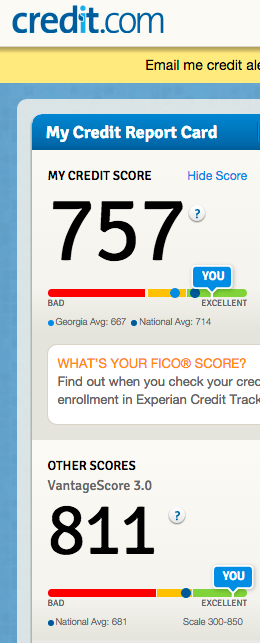 credit.com
Email me credit ale
My Credit Report Card
MY CREDIT SCORE Hide Score
757 ?
YOU
BAD EXCELLENT
Georgia Avg: 667 National Avg: 714
WHAT'S YOUR FICO® SCORE?
Find out when you check your cred
enrollment in Experian Credit Track
OTHER SCORES
VantageScore 3.0
811 ?
YOU
BAD EXCELLENT
National Avg: 681 Scale 300-850